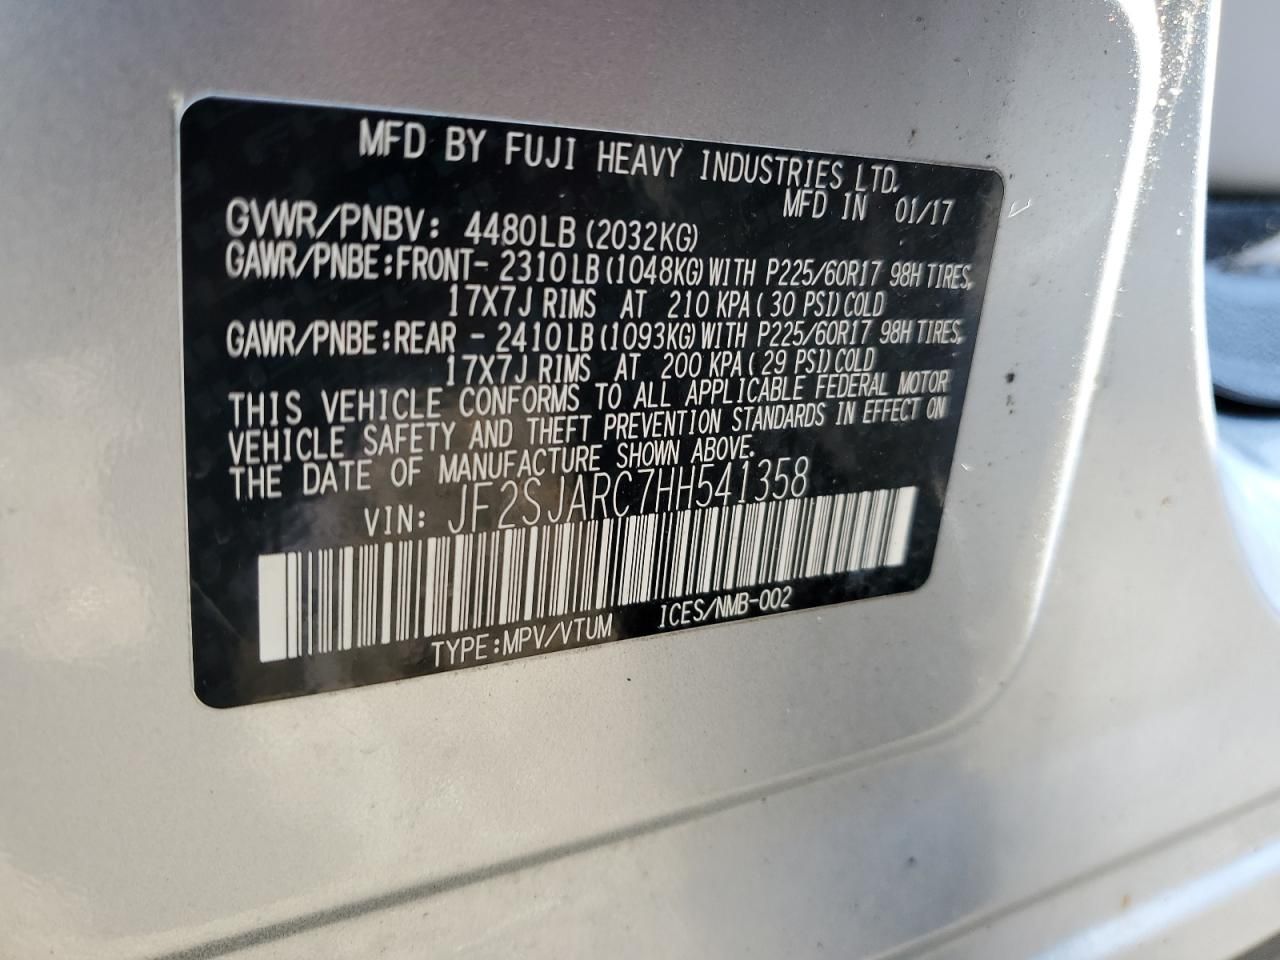 MFD BY FUJI HEAVY INDUSTRIES LTD.
MFD IN 01/17
GVWR/PNBV: 4480LB (2032KG)
GAWR/PNBE:FRONT- 2310LB(1048KG)WITH P225/60R17 98H TIRES,
17X7J RIMS AT 210 KPA( 30 PSI)COLD
GAWR/PNBE:REAR - 2410LB(1093KG)WITH P225/60R17 98H TIRES,
17X7J RIMS AT 200 KPA( 29 PSI)COLD
THIS VEHICLE CONFORMS TO ALL APPLICABLE FEDERAL MOTOR
VEHICLE SAFETY AND THEFT PREVENTION STANDARDS IN EFFECT ON
THE DATE OF MANUFACTURE SHOWN ABOVE.
VIN: JF2SJARC7HH541358
TYPE:MPV/VTUM ICES/NMB-002